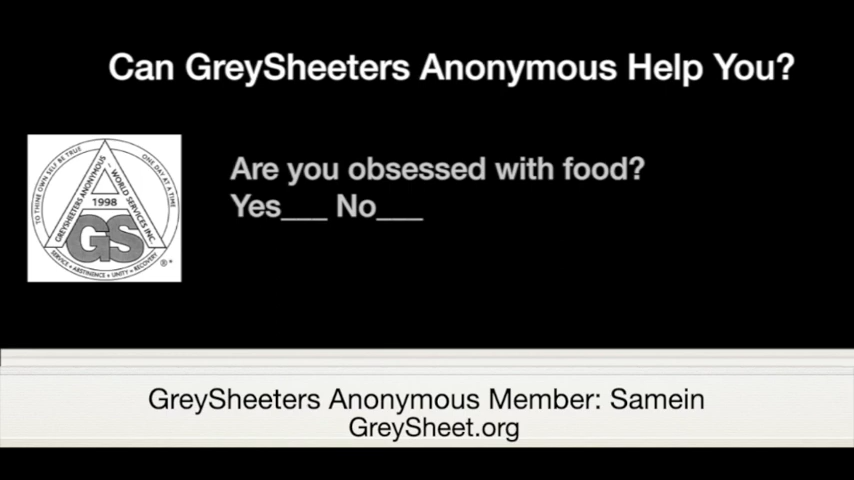 Can GreySheeters Anonymous Help You?
TO THINE OWN SELF BE TRUE
ONE DAY AT A TIME
GREYSHEETERS ANONYMOUS
WORLD SERVICES INC.
1998
GS
SERVICE • ABSTINENCE • UNITY • RECOVERY
®
Are you obsessed with food?
Yes___ No___
GreySheeters Anonymous Member: Samein
GreySheet.org